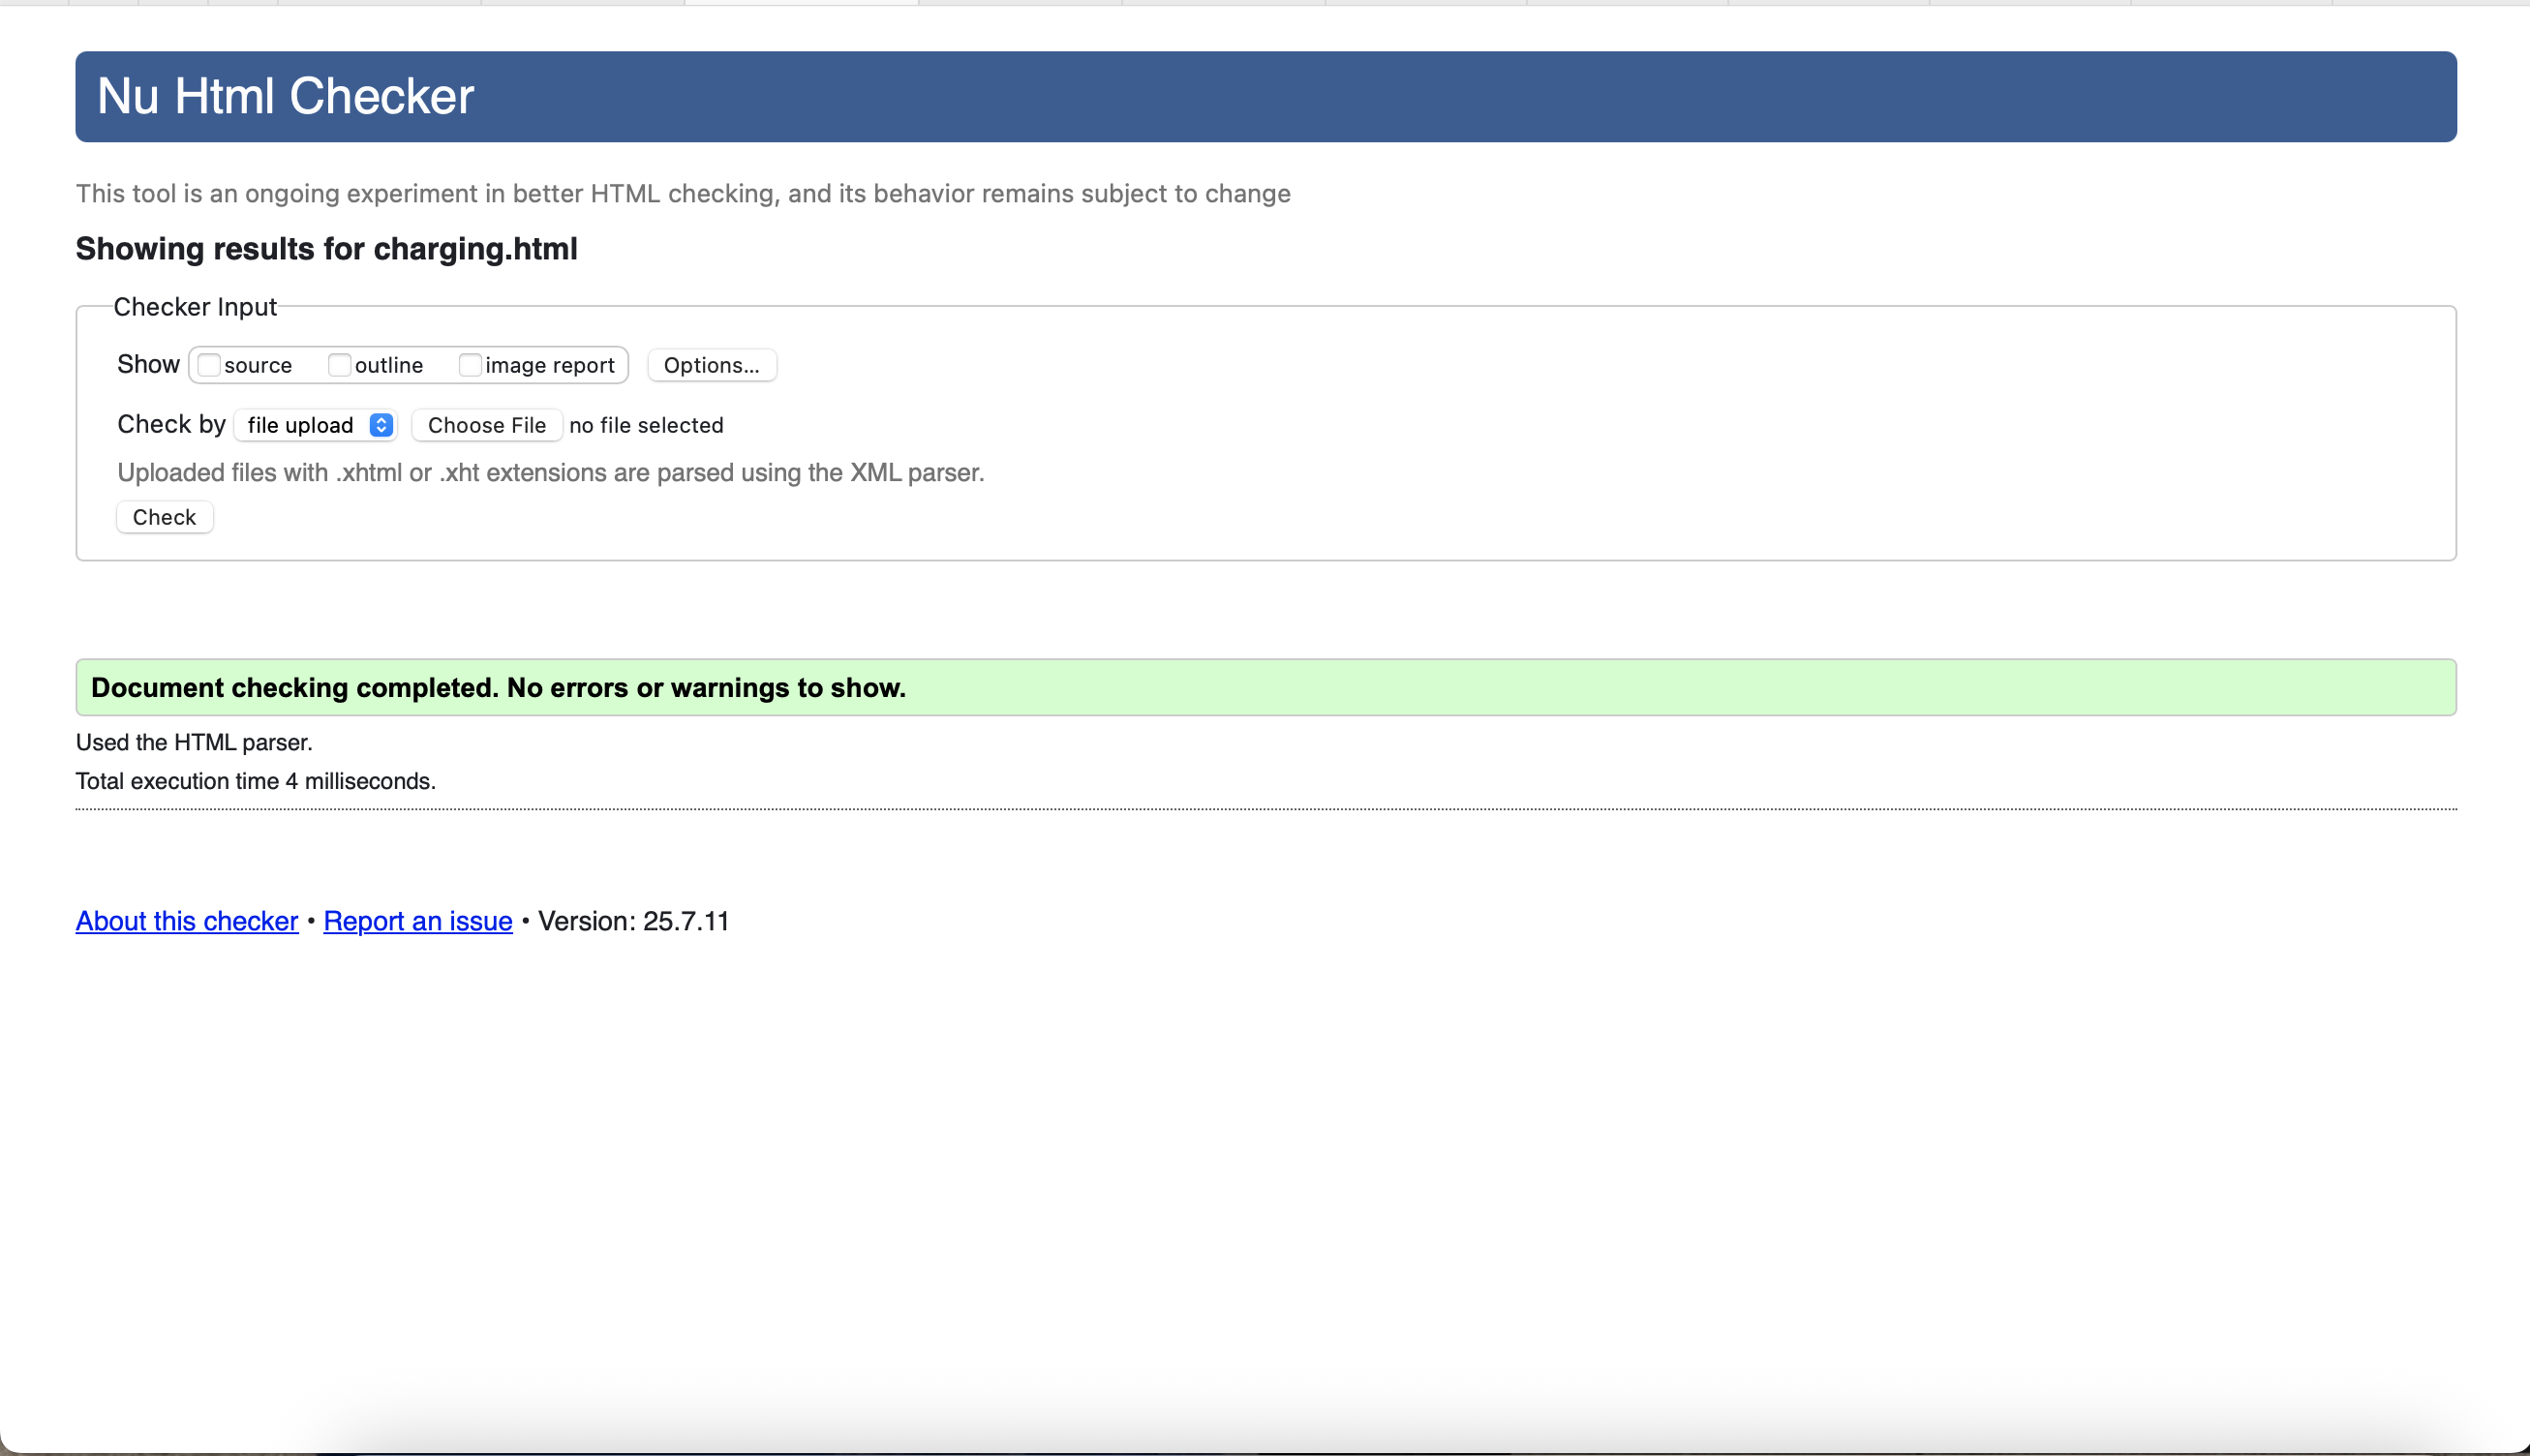 Nu Html Checker
This tool is an ongoing experiment in better HTML checking, and its behavior remains subject to change
Showing results for charging.html
Checker Input
Show source outline image report Options...
Check by file upload Choose File no file selected
Uploaded files with .xhtml or .xht extensions are parsed using the XML parser.
Check
Document checking completed. No errors or warnings to show.
Used the HTML parser.
Total execution time 4 milliseconds.
About this checker • Report an issue • Version: 25.7.11